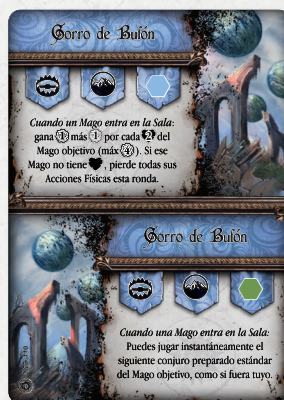 Gorro de Bufón
Cuando un Mago entra en la Sala:
gana 1 más 1 por cada 2 del
Mago objetivo (máx 4). Si ese
Mago no tiene , pierde todas sus
Acciones Físicas esta ronda.
Gorro de Bufón
Cuando una Mago entra en la Sala:
Puedes jugar instantáneamente el
siguiente conjuro preparado estándar
del Mago objetivo, como si fuera tuyo.